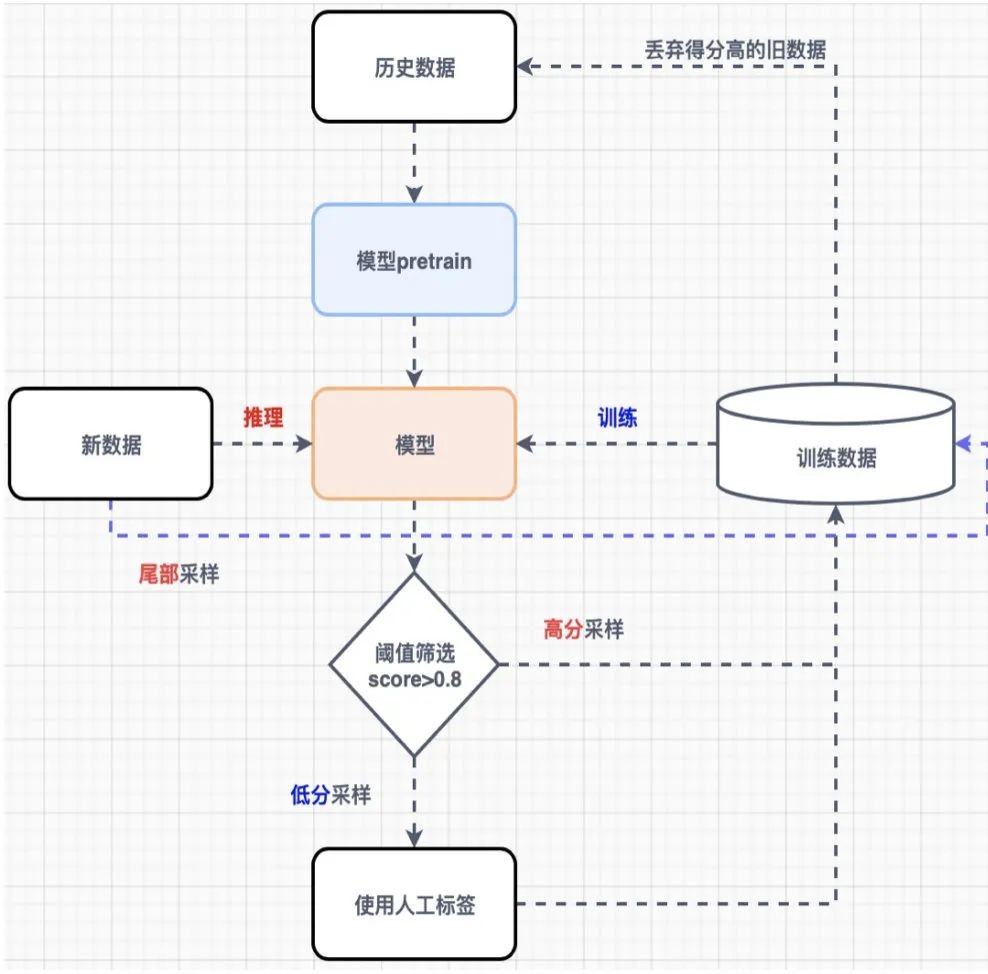 历史数据
丢弃得分高的旧数据
模型pretrain
新数据
推理
模型
训练
训练数据
尾部采样
阈值筛选
score>0.8
高分采样
低分采样
使用人工标签